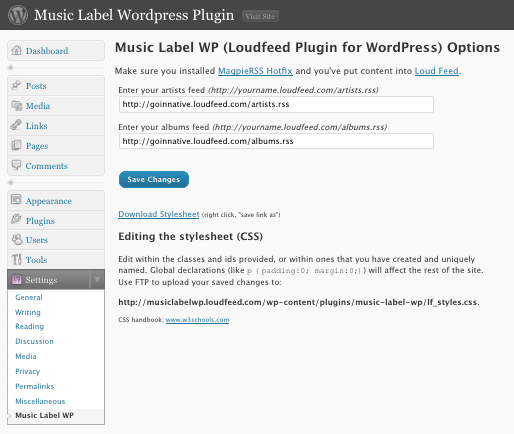 Music Label Wordpress Plugin Visit Site
Dashboard
Posts
Media
Links
Pages
Comments
Appearance
Plugins
Users
Tools
Settings
General
Writing
Reading
Discussion
Media
Privacy
Permalinks
Miscellaneous
Music Label WP
Music Label WP (Loudfeed Plugin for WordPress) Options
Make sure you installed MagpieRSS Hotfix and you've put content into Loud Feed.
Enter your artists feed (http://yourname.loudfeed.com/artists.rss)
http://goinnative.loudfeed.com/artists.rss
Enter your albums feed (http://yourname.loudfeed.com/albums.rss)
http://goinnative.loudfeed.com/albums.rss
Save Changes
Download Stylesheet (right click, "save link as")
Editing the stylesheet (CSS)
Edit within the classes and ids provided, or within ones that you have created and uniquely
named. Global declarations (like p {padding:0; margin:0;}) will affect the rest of the site.
Use FTP to upload your saved changes to:
http://musiclabelwp.loudfeed.com/wp-content/plugins/music-label-wp/lf_styles.css.
CSS handbook: www.w3schools.com